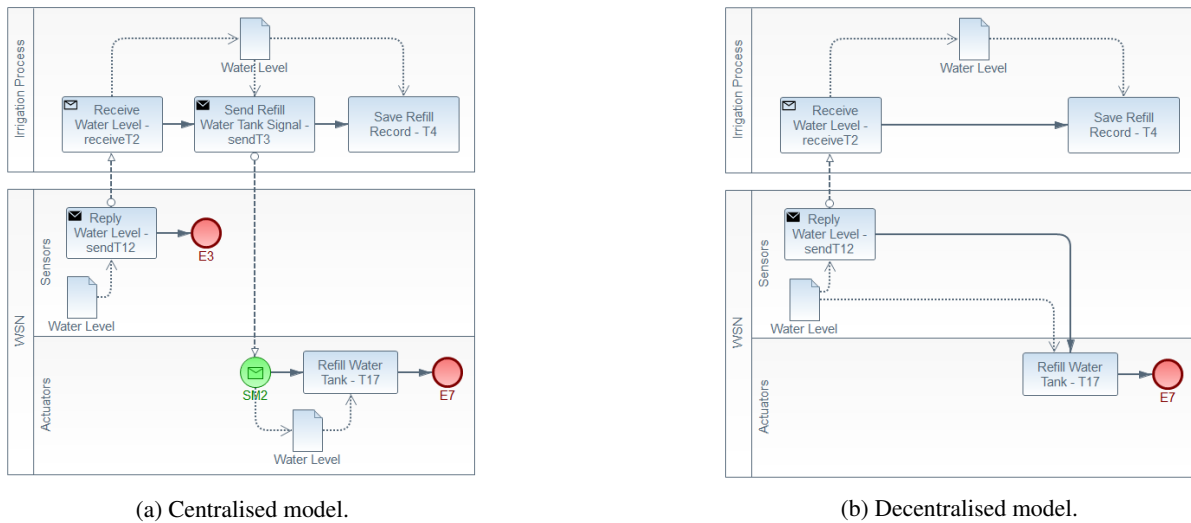 Irrigation Process
Water Level
Receive
Water Level -
receiveT2
Send Refill
Water Tank Signal -
sendT3
Save Refill
Record - T4
WSN
Sensors
Reply
Water Level -
sendT12
E3
Water Level
Actuators
SM2
Refill Water
Tank - T17
E7
Water Level
(a) Centralised model.
Irrigation Process
Water Level
Receive
Water Level -
receiveT2
Save Refill
Record - T4
WSN
Sensors
Reply
Water Level -
sendT12
Water Level
Actuators
Refill Water
Tank - T17
E7
(b) Decentralised model.